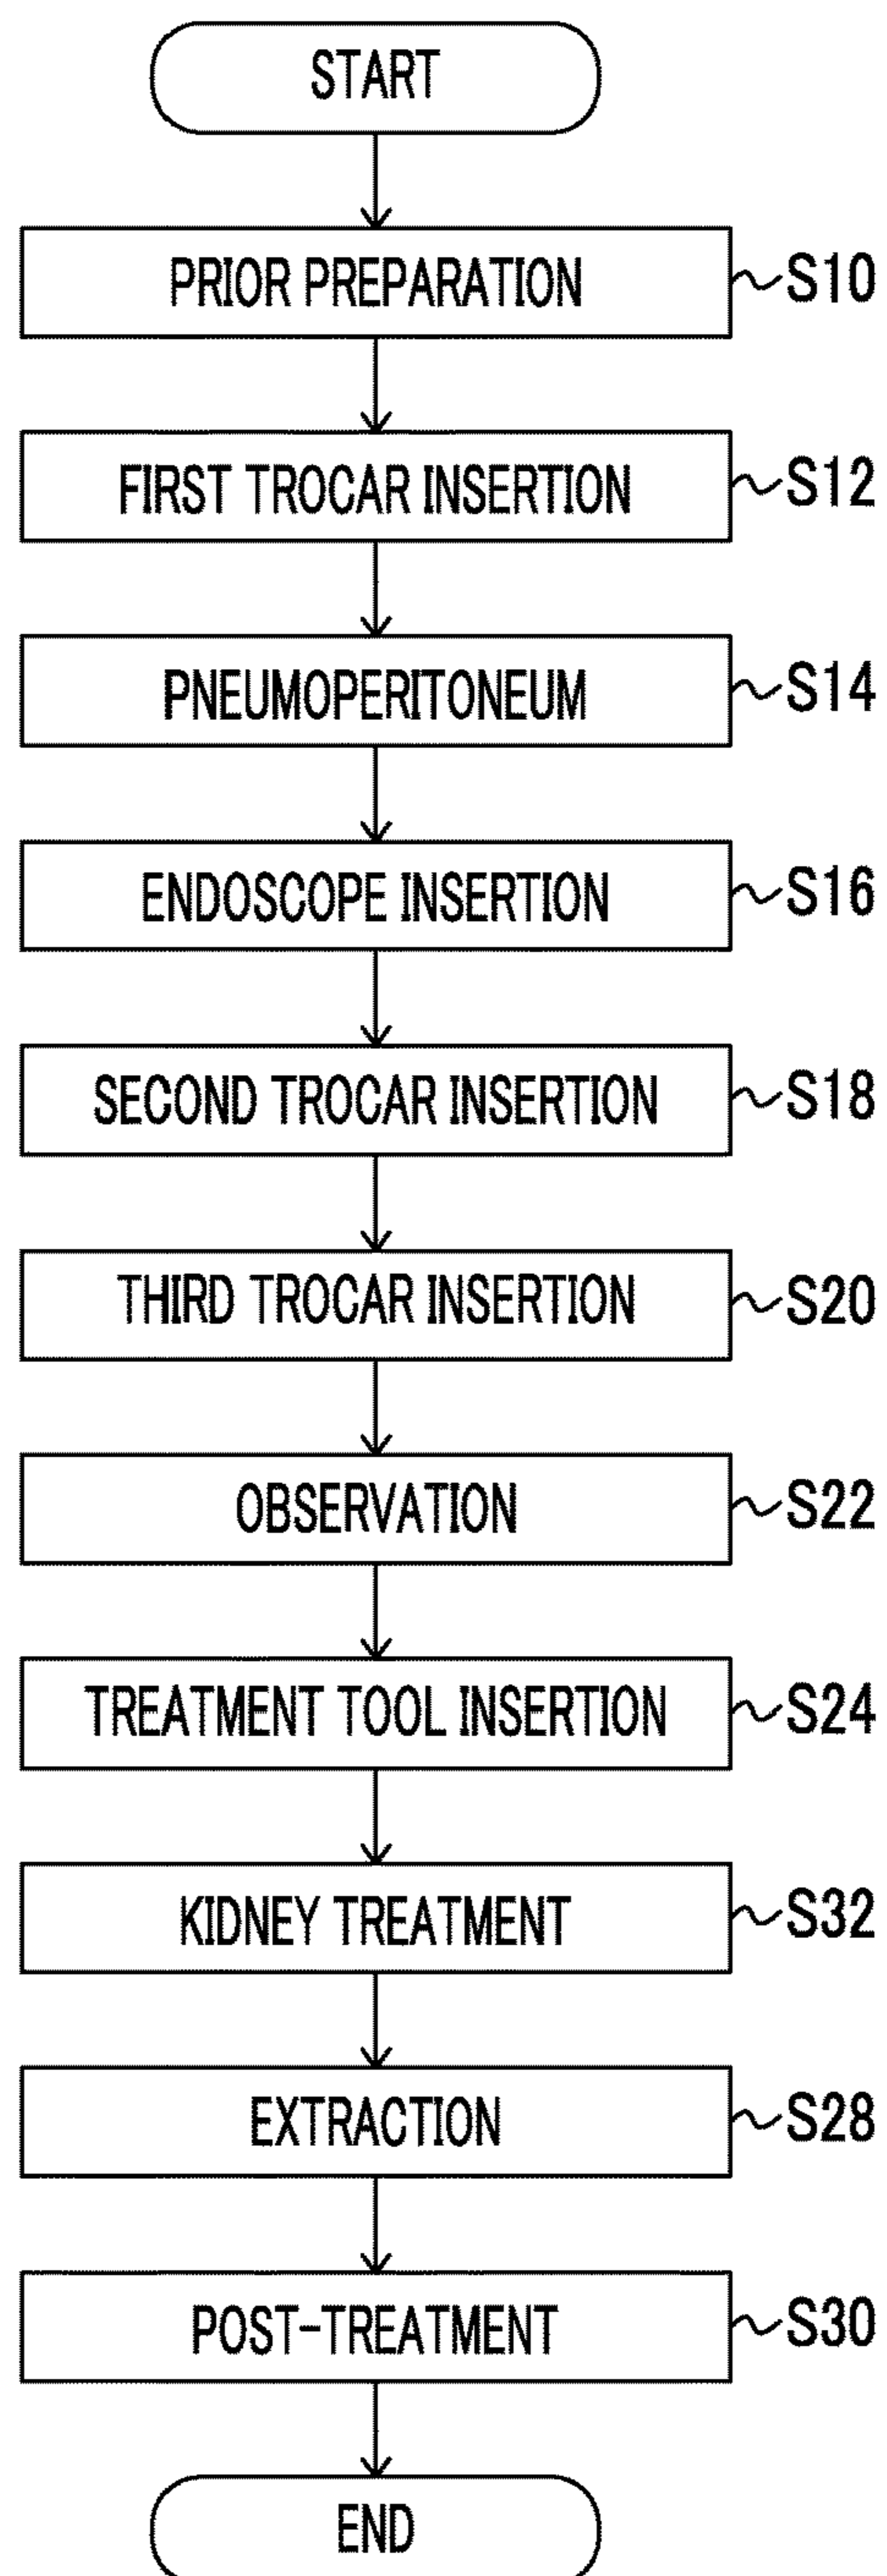 START
PRIOR PREPARATION S10
FIRST TROCAR INSERTION S12
PNEUMOPERITONEUM S14
ENDOSCOPE INSERTION S16
SECOND TROCAR INSERTION S18
THIRD TROCAR INSERTION S20
OBSERVATION S22
TREATMENT TOOL INSERTION S24
KIDNEY TREATMENT S32
EXTRACTION S28
POST-TREATMENT S30
END